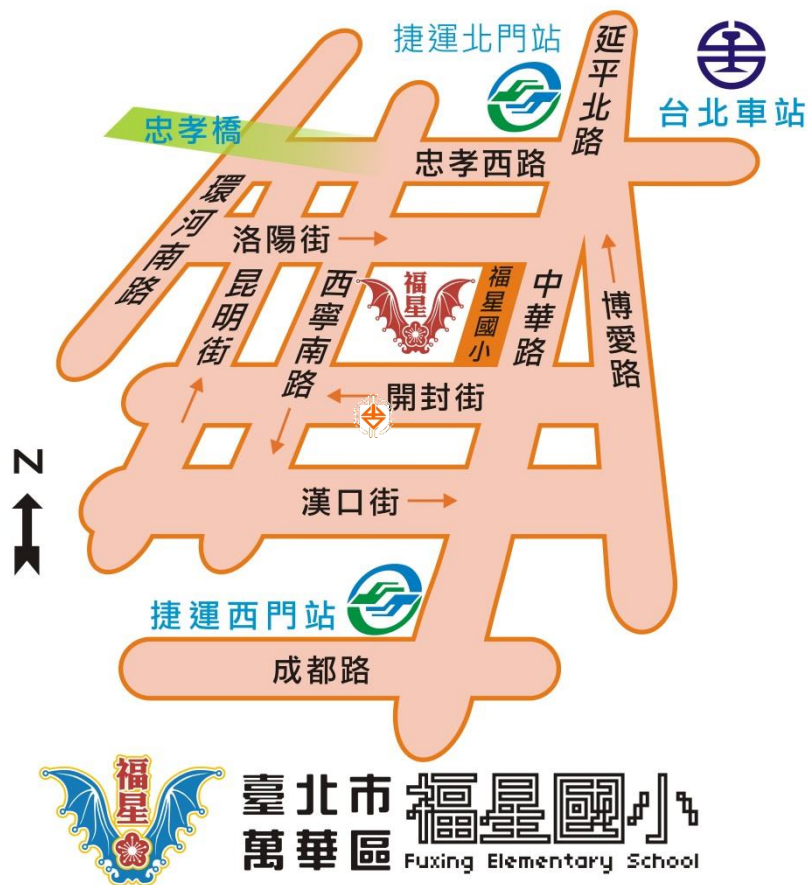 捷運北門站
延平北路
台北車站
忠孝橋
忠孝西路
環河南路
洛陽街
昆明街
西寧南路
福星
福星國小
中華路
博愛路
開封街
N
漢口街
捷運西門站
成都路
福星
臺北市
萬華區
福星國小
Fuxing Elementary School